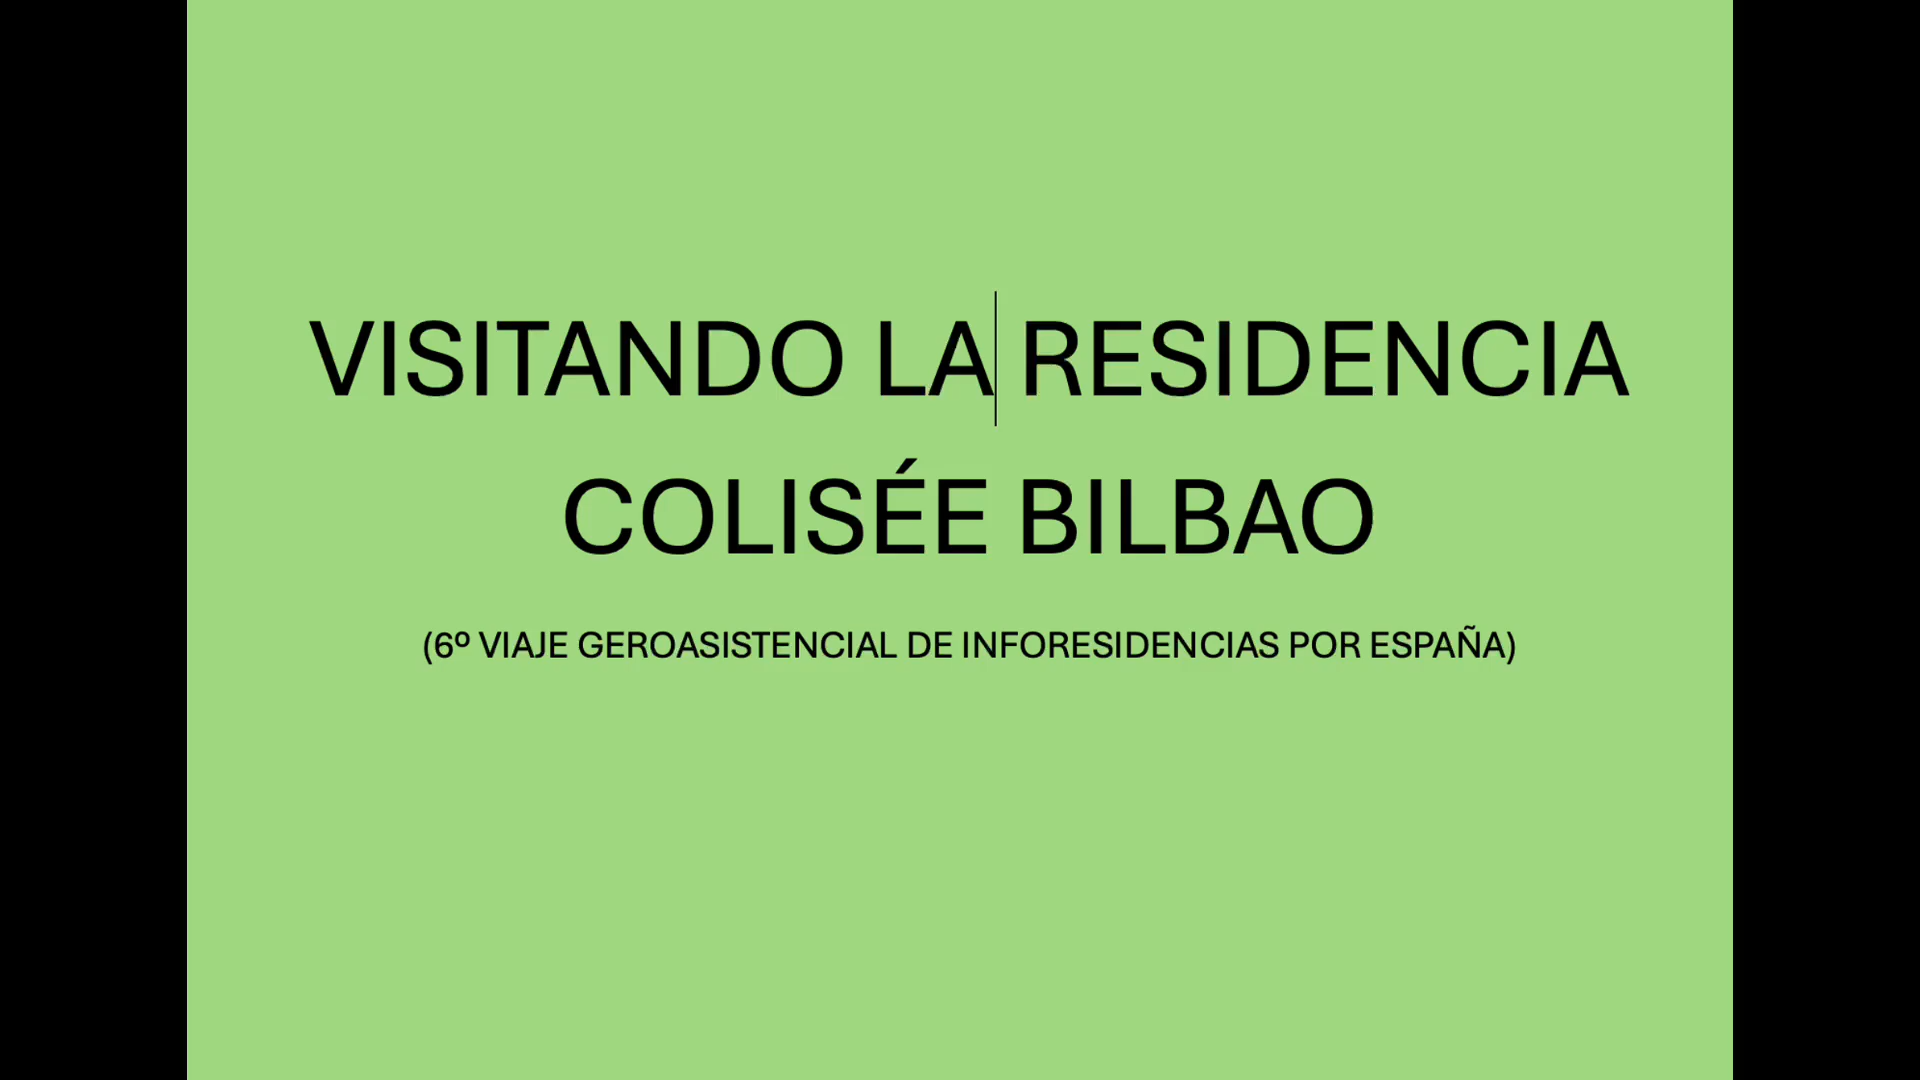 VISITANDO LA RESIDENCIA
COLISÉE BILBAO
(6º VIAJE GEROASISTENCIAL DE INFORESIDENCIAS POR ESPAÑA)